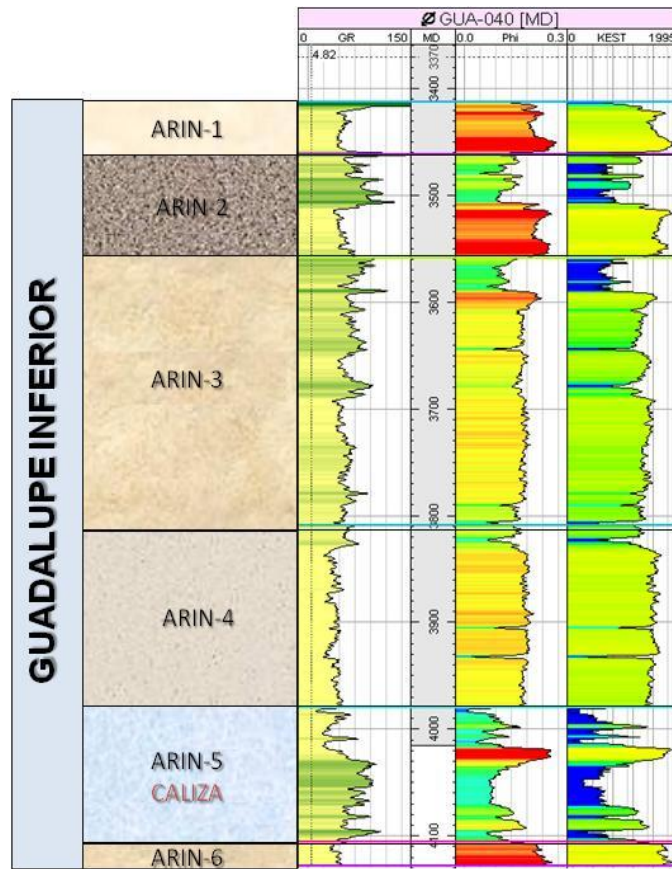 Ø GUA-040 [MD]
0 GR 150 MD 0.0 Phi 0.3 0 KEST 1995
4.82
3370
3400
ARIN-1
3500
ARIN-2
3600
ARIN-3
3700
3800
GUADALUPE INFERIOR
ARIN-4
3900
4000
ARIN-5
CALIZA
4100
ARIN-6